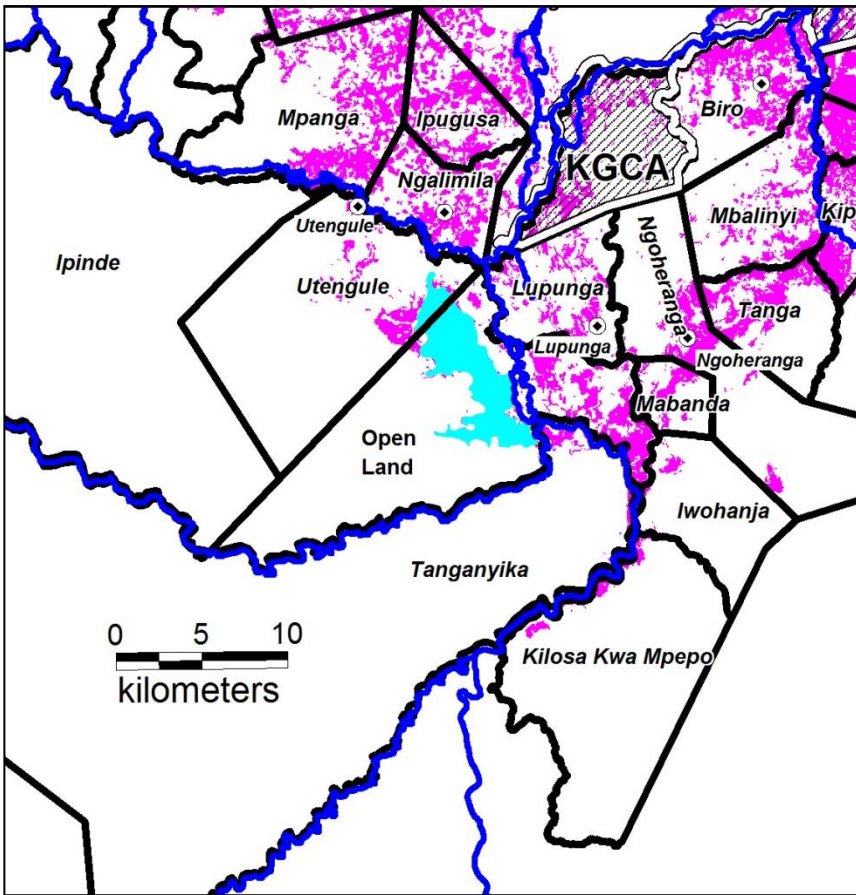 Biro
Mpanga
Ipugusa
KGCA
Ngalimila
Mbalinyi
Kip
Utengule
Ngoheranga
Ipinde
Utengule
Lupunga
Tanga
Lupunga
Ngoheranga
Mabanda
Open
Land
Iwohanja
Tanganyika
0 5 10
kilometers
Kilosa Kwa Mpepo